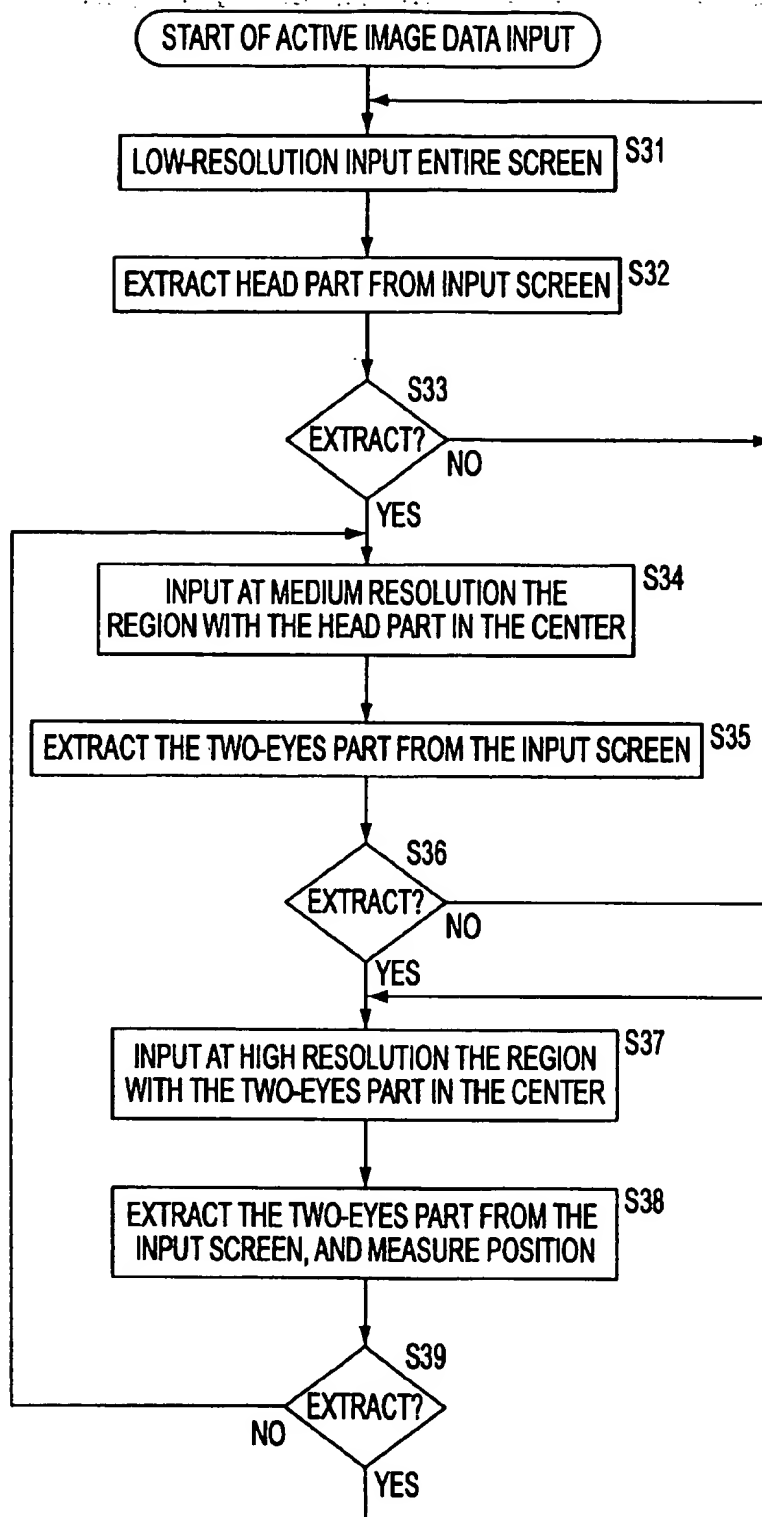 START OF ACTIVE IMAGE DATA INPUT
LOW-RESOLUTION INPUT ENTIRE SCREEN
S31
EXTRACT HEAD PART FROM INPUT SCREEN
S32
S33
EXTRACT?
NO
YES
S34
INPUT AT MEDIUM RESOLUTION THE
REGION WITH THE HEAD PART IN THE CENTER
EXTRACT THE TWO-EYES PART FROM THE INPUT SCREEN
S35
S36
EXTRACT?
NO
YES
S37
INPUT AT HIGH RESOLUTION THE REGION
WITH THE TWO-EYES PART IN THE CENTER
S38
EXTRACT THE TWO-EYES PART FROM THE
INPUT SCREEN, AND MEASURE POSITION
S39
EXTRACT?
NO
YES